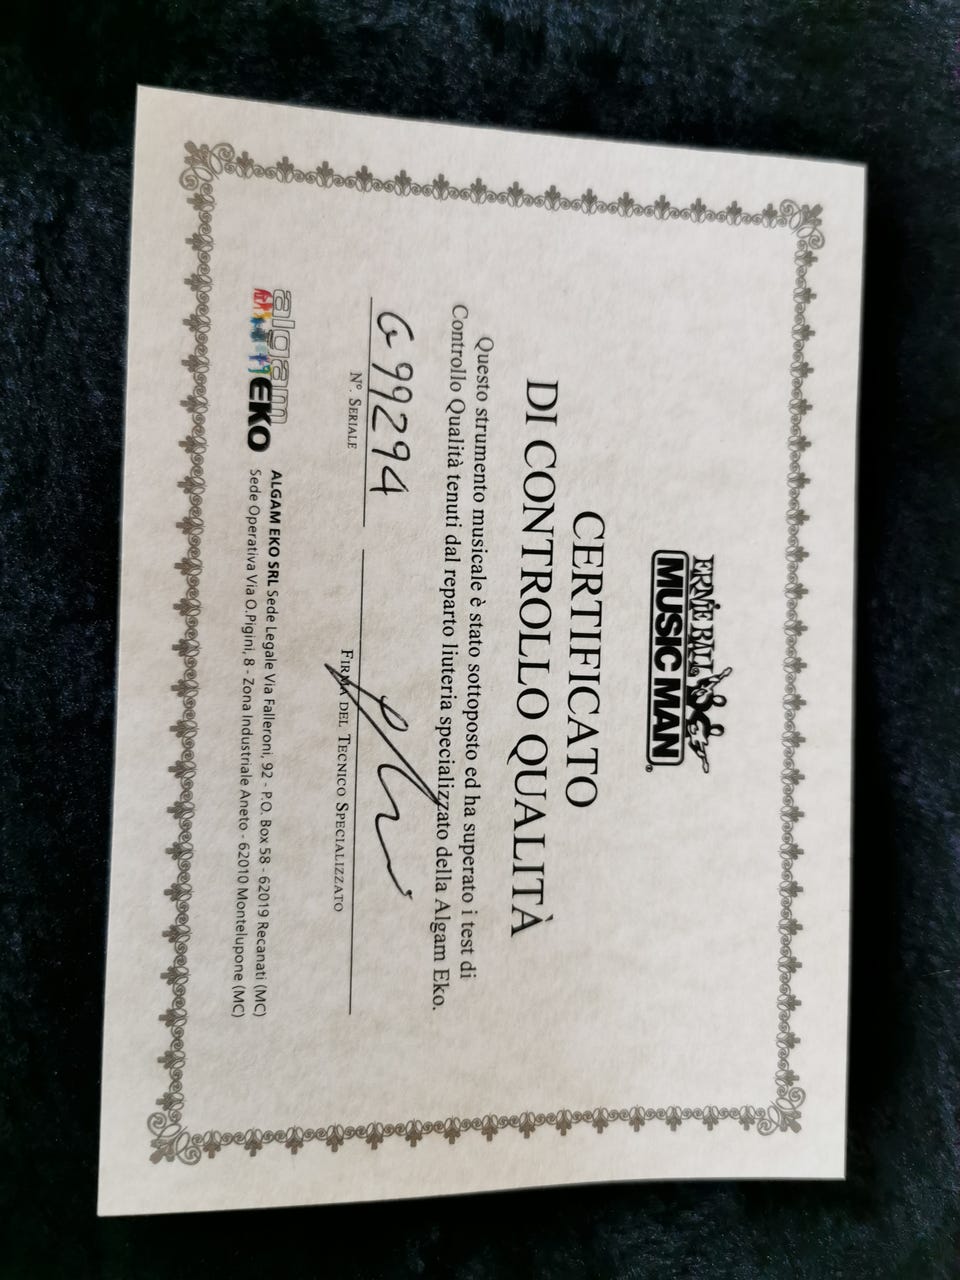 ERNIE BALL
MUSIC MAN®
CERTIFICATO
DI CONTROLLO QUALITÀ
Questo strumento musicale è stato sottoposto ed ha superato i test di
Controllo Qualità tenuti dal reparto liuteria specializzato della Algam Eko.
G99294
N°. Seriale
Firma del Tecnico Specializzato
algam
EKO
ALGAM EKO SRL Sede Legale Via Falleroni, 92 - P.O. Box 58 - 62019 Recanati (MC)
Sede Operativa Via O.Pigini, 8 - Zona Industriale Aneto - 62010 Montelupone (MC)